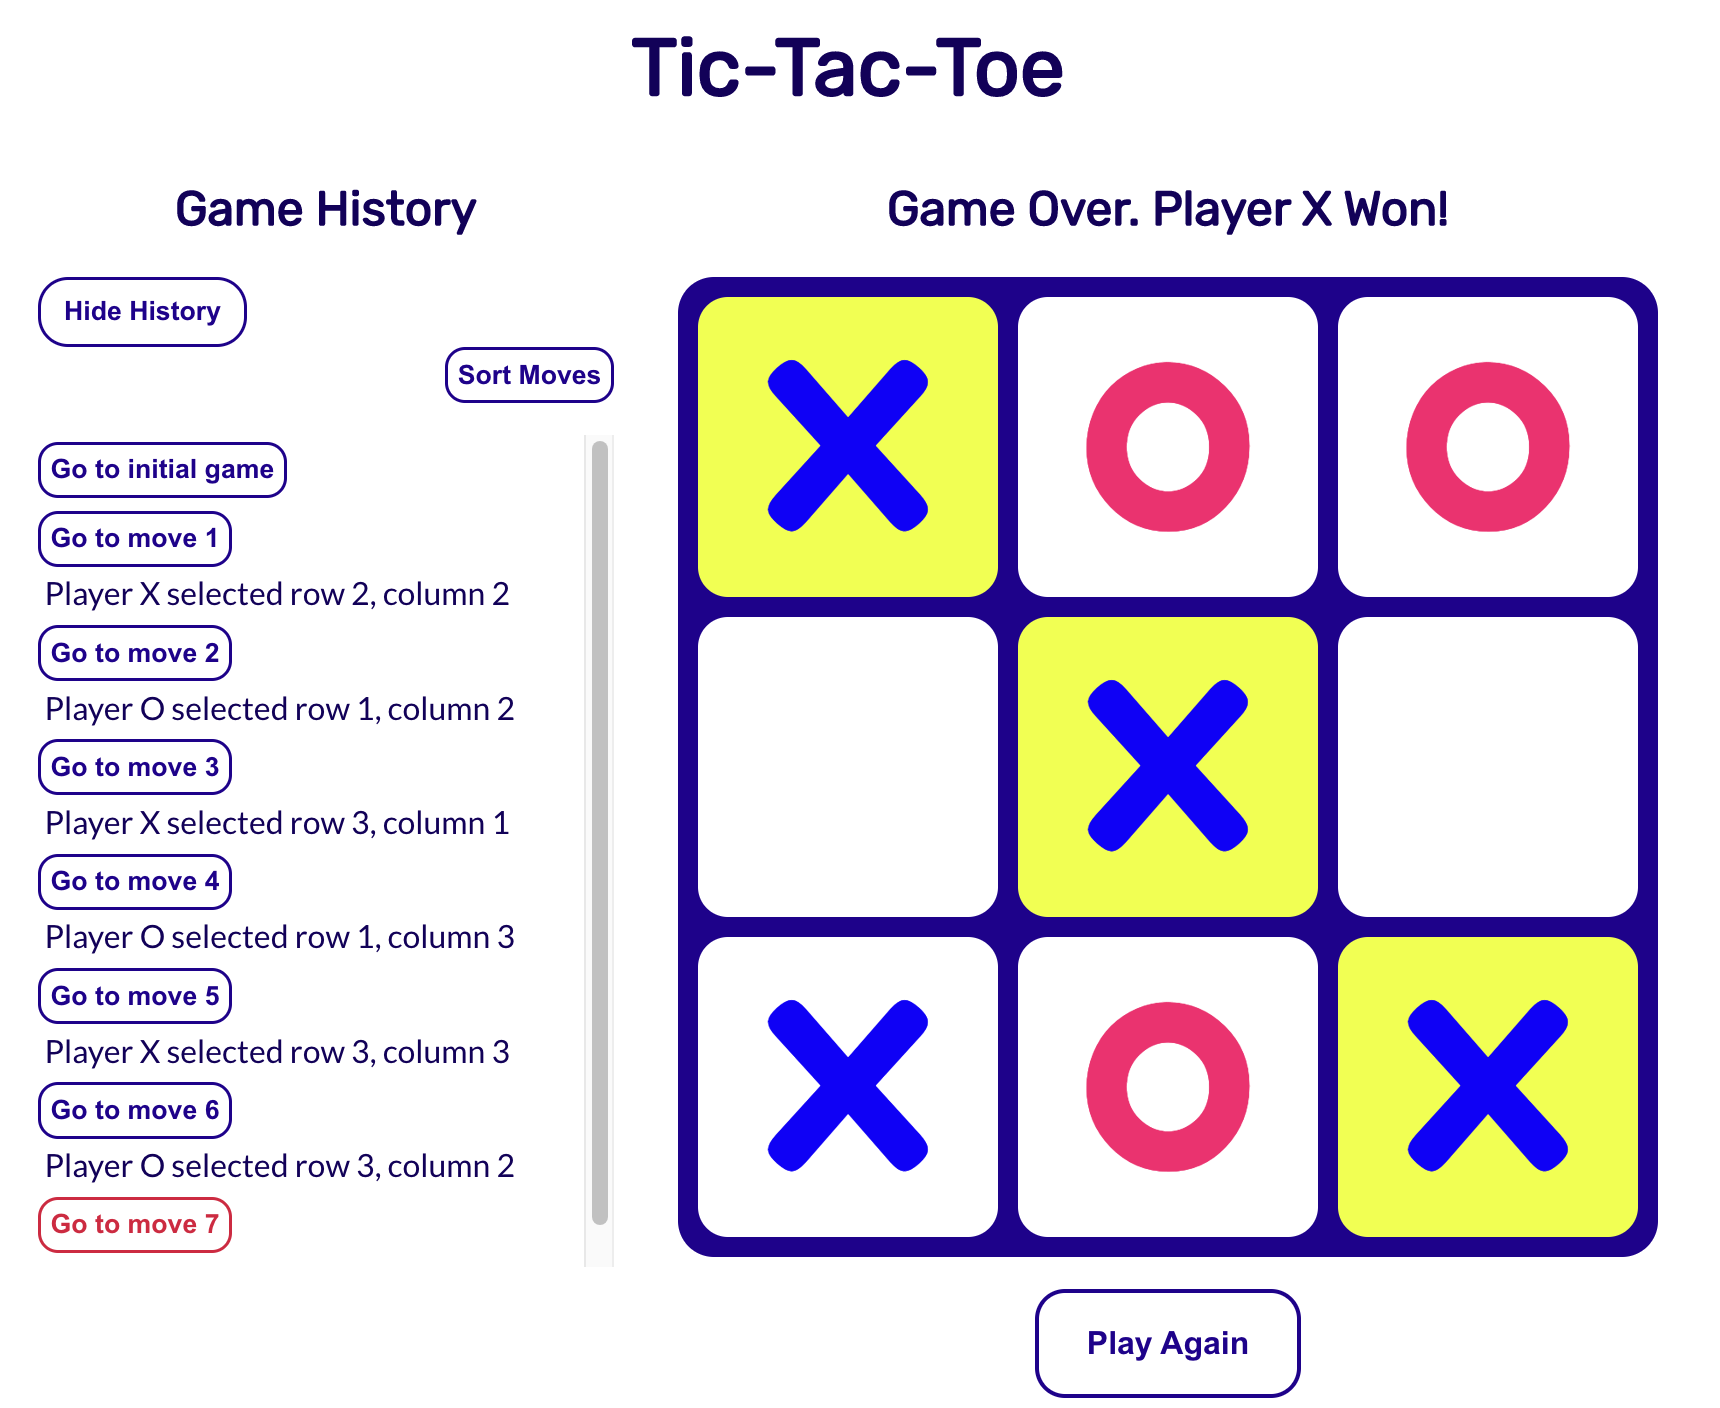 Tic-Tac-Toe
Game History
Hide History
Sort Moves
Go to initial game
Go to move 1
Player X selected row 2, column 2
Go to move 2
Player O selected row 1, column 2
Go to move 3
Player X selected row 3, column 1
Go to move 4
Player O selected row 1, column 3
Go to move 5
Player X selected row 3, column 3
Go to move 6
Player O selected row 3, column 2
Go to move 7
Game Over. Player X Won!
X O O
X
X O X
Play Again